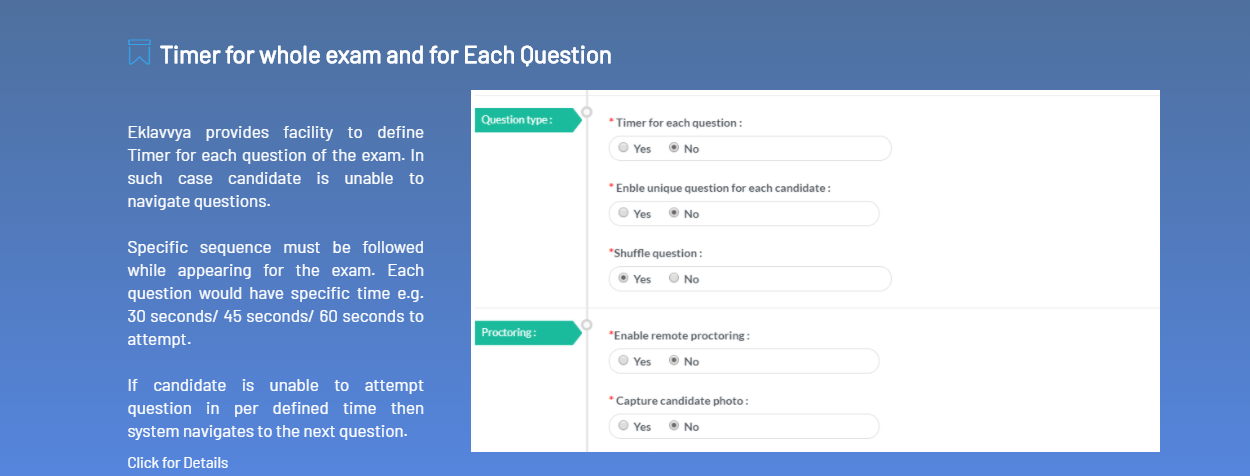 Timer for whole exam and for Each Question
Eklavvya provides facility to define
Timer for each question of the exam. In
such case candidate is unable to
navigate questions.
Specific sequence must be followed
while appearing for the exam. Each
question would have specific time e.g.
30 seconds/ 45 seconds/ 60 seconds to
attempt.
If candidate is unable to attempt
question in per defined time then
system navigates to the next question.
Click for Details
Question type :
* Timer for each question :
Yes No
* Enble unique question for each candidate :
Yes No
*Shuffle question :
Yes No
Proctoring :
*Enable remote proctoring :
Yes No
* Capture candidate photo :
Yes No